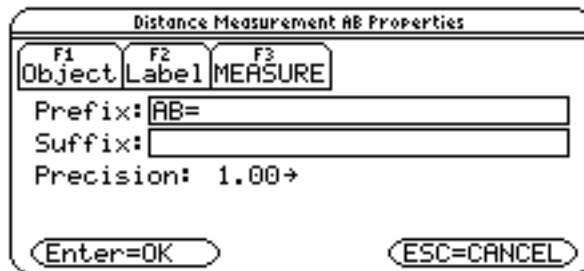 Distance Measurement AB Properties
F1 F2 F3
Object Label MEASURE
Prefix: AB=
Suffix:
Precision: 1.00→
Enter=OK ESC=CANCEL